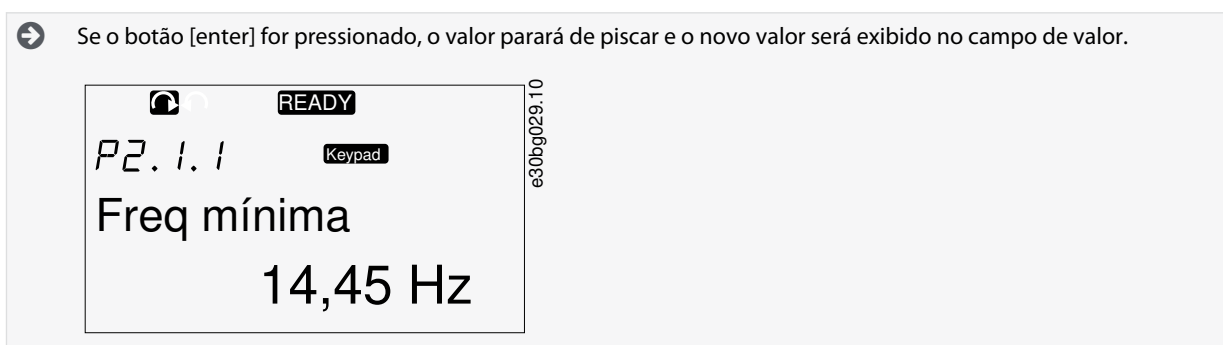 Se o botão [enter] for pressionado, o valor parará de piscar e o novo valor será exibido no campo de valor.
READY
P2.1.1 Keypad
Freq mínima
14,45 Hz
e30bg029.10